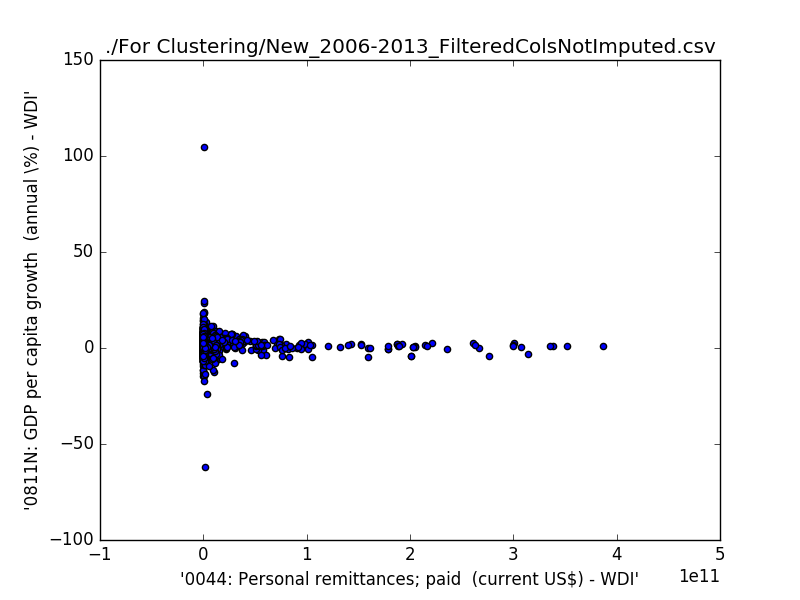 ./For Clustering/New_2006-2013_FilteredColsNotImputed.csv
150
100
50
0
−50
−100
'0811N: GDP per capita growth  (annual \%) - WDI'
−1 0 1 2 3 4 5
1e11
'0044: Personal remittances; paid  (current US$) - WDI'